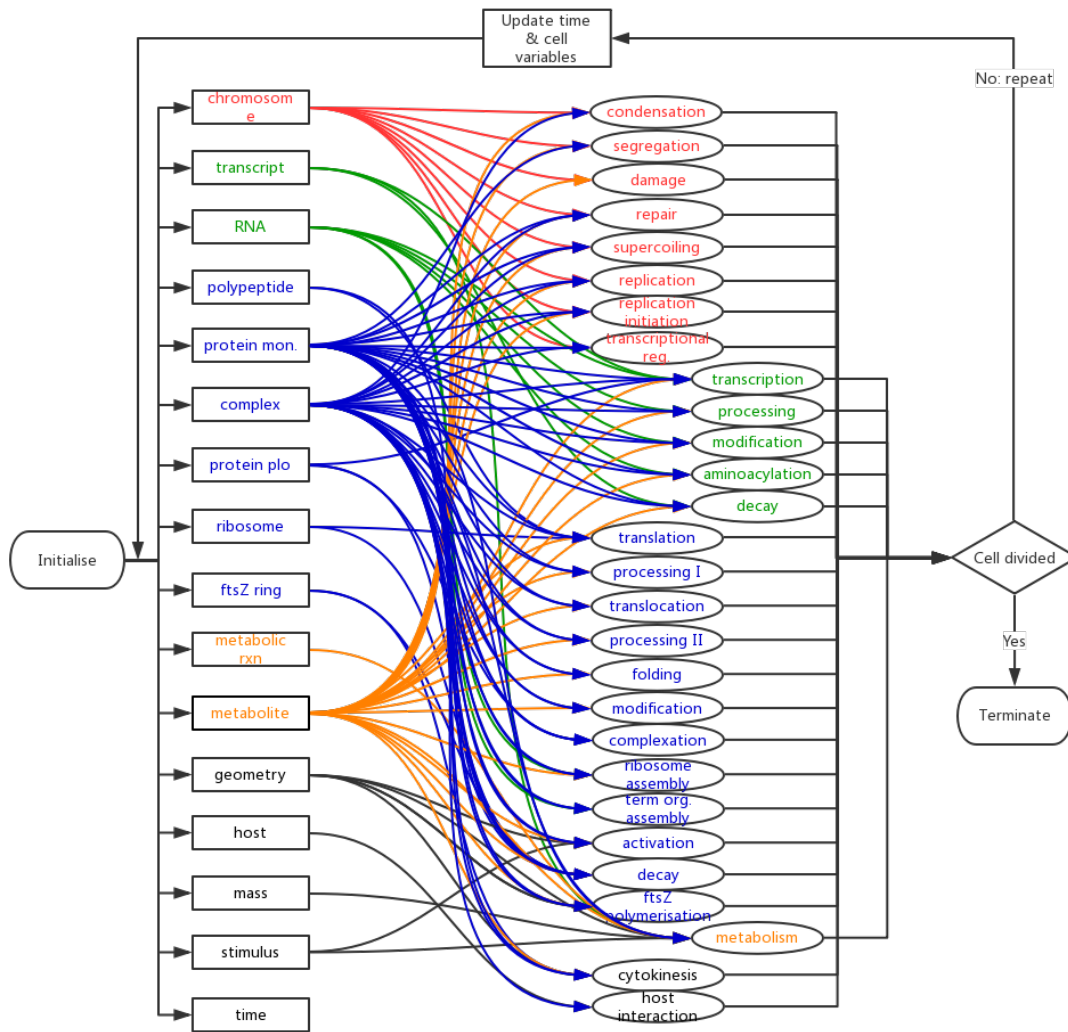 Update time
& cell
variables
No: repeat
chromosom
e
transcript
RNA
polypeptide
protein mon.
complex
protein plo
ribosome
ftsZ ring
metabolic
rxn
metabolite
geometry
host
mass
stimulus
time
Initialise
condensation
segregation
damage
repair
supercoiling
replication
replication
initiation
transcriptional
reg.
transcription
processing
modification
aminoacylation
decay
translation
processing I
translocation
processing II
folding
modification
complexation
ribosome
assembly
term org.
assembly
activation
decay
ftsZ
polymerisation
metabolism
cytokinesis
host
interaction
Cell divided
Yes
Terminate